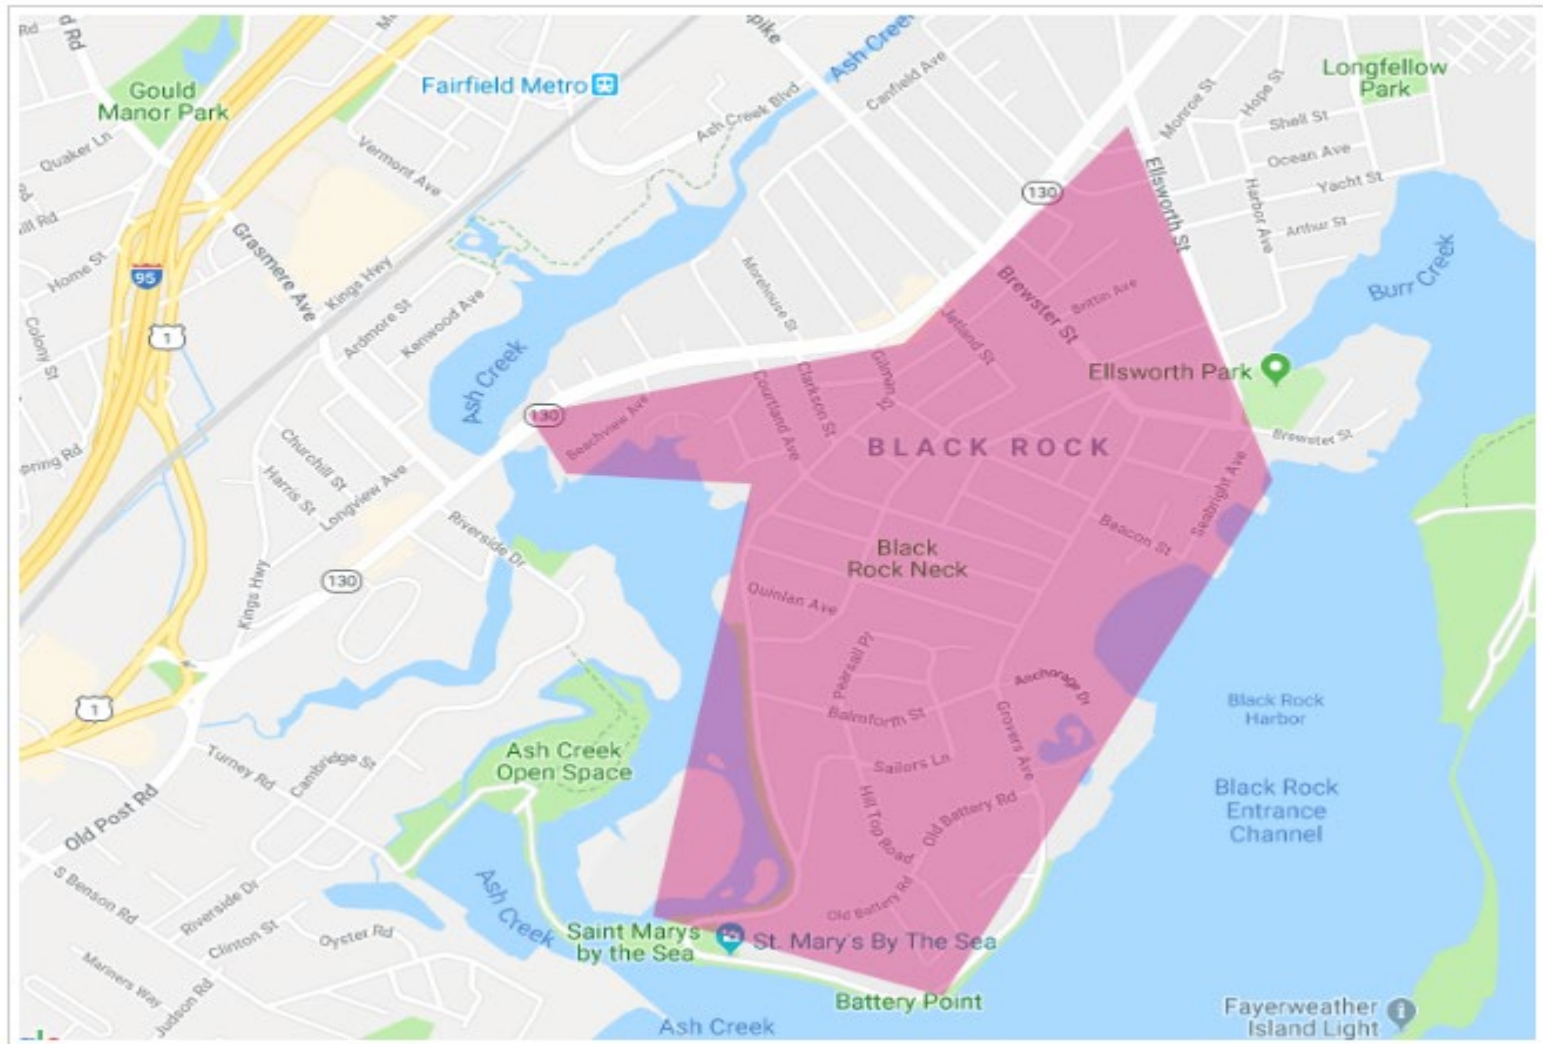 Rd
d Rd
Gould
Manor Park
Fairfield Metro
pike
Ash Creek
Canfield Ave
Ash Creek Blvd
Longfellow
Park
Monroe St
Hope St
Shell St
Ocean Ave
Yacht St
Harbor Ave
Arthur St
Quaker Ln
Vermont Ave
130
Ellsworth St
ill Rd
Home St
Grasmere Ave
95
Kings Hwy
Morehouse St
Brewster St
Brittin Ave
Burr Creek
1
Colony St
Ardmore St
Kenwood Ave
Jetland St
Ash Creek
Gilman St
Ellsworth Park
130
Courtland Ave
Clarkson St
Beachview Ave
BLACK ROCK
Brewster St
pring Rd
Churchill St
Harris St
Longview Ave
Seabright Ave
Riverside Dr
Beacon St
Black
Rock Neck
130
Kings Hwy
Quinlan Ave
Pearsall Pl
Anchorage Dr
1
Balmforth St
Grovers Ave
Black Rock
Harbor
Ash Creek
Open Space
Turney Rd
Cambridge St
Sailors Ln
Old Post Rd
Hill Top Road
Old Battery Rd
Black Rock
Entrance
Channel
S Benson Rd
Riverside Dr
Ash Creek
Old Battery Rd
Clinton St
Oyster Rd
Saint Marys
by the Sea
St. Mary's By The Sea
Mariners Way
Judson Rd
Battery Point
Ash Creek
Fayerweather
Island Light